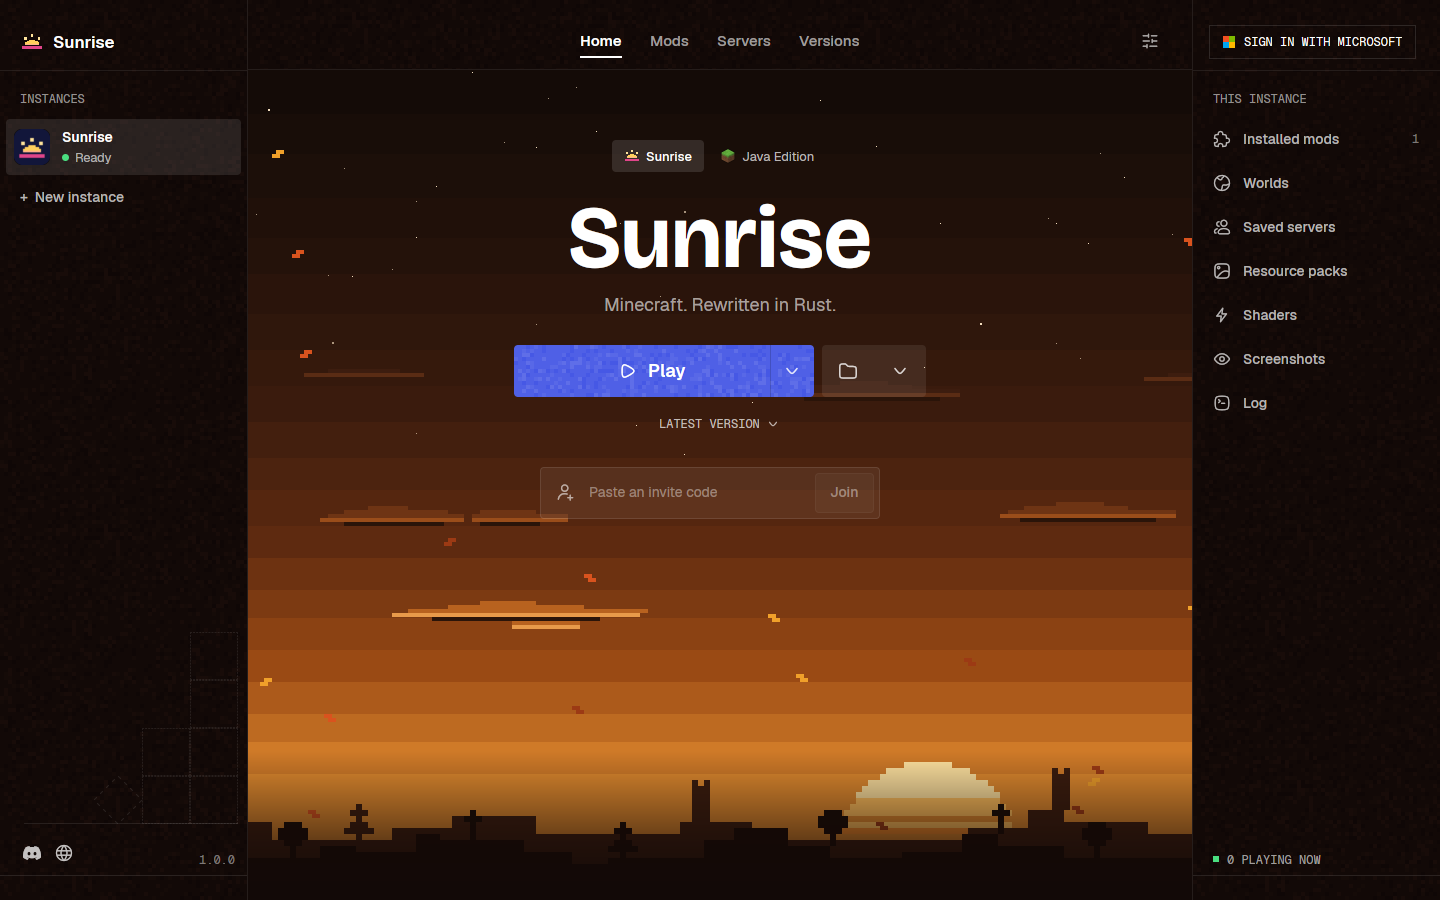 Sunrise
Home
Mods
Servers
Versions
SIGN IN WITH MICROSOFT
INSTANCES
Sunrise
Ready
+ New instance
Sunrise
Java Edition
Sunrise
Minecraft. Rewritten in Rust.
Play
LATEST VERSION
Paste an invite code
Join
THIS INSTANCE
Installed mods 1
Worlds
Saved servers
Resource packs
Shaders
Screenshots
Log
1.0.0
0 PLAYING NOW